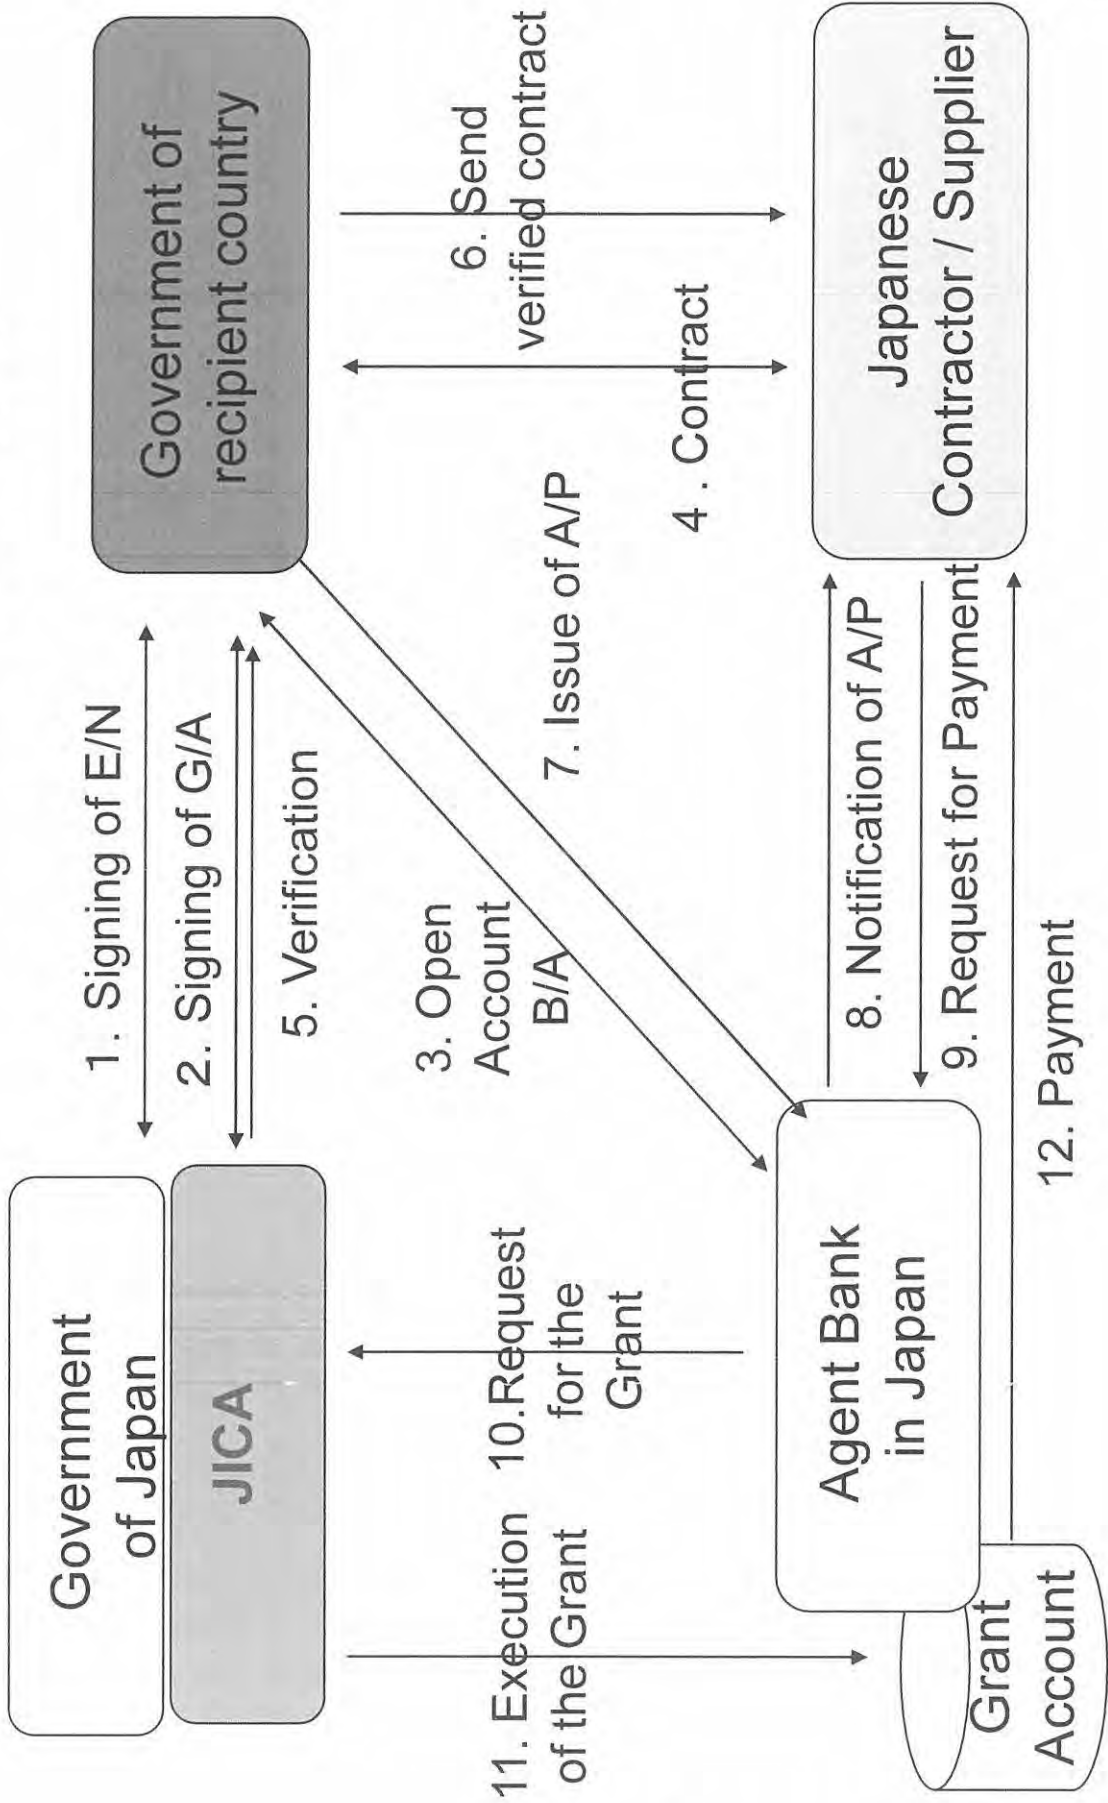 Government
of Japan
JICA
1. Signing of E/N
2. Signing of G/A
5. Verification
Government of
recipient country
11. Execution
of the Grant
10.Request
for the
Grant
3. Open
Account
B/A
7. Issue of A/P
4 . Contract
6. Send
verified contract
Agent Bank
in Japan
Grant
Account
8. Notification of A/P
9. Request for Payment
12. Payment
Japanese
Contractor / Supplier